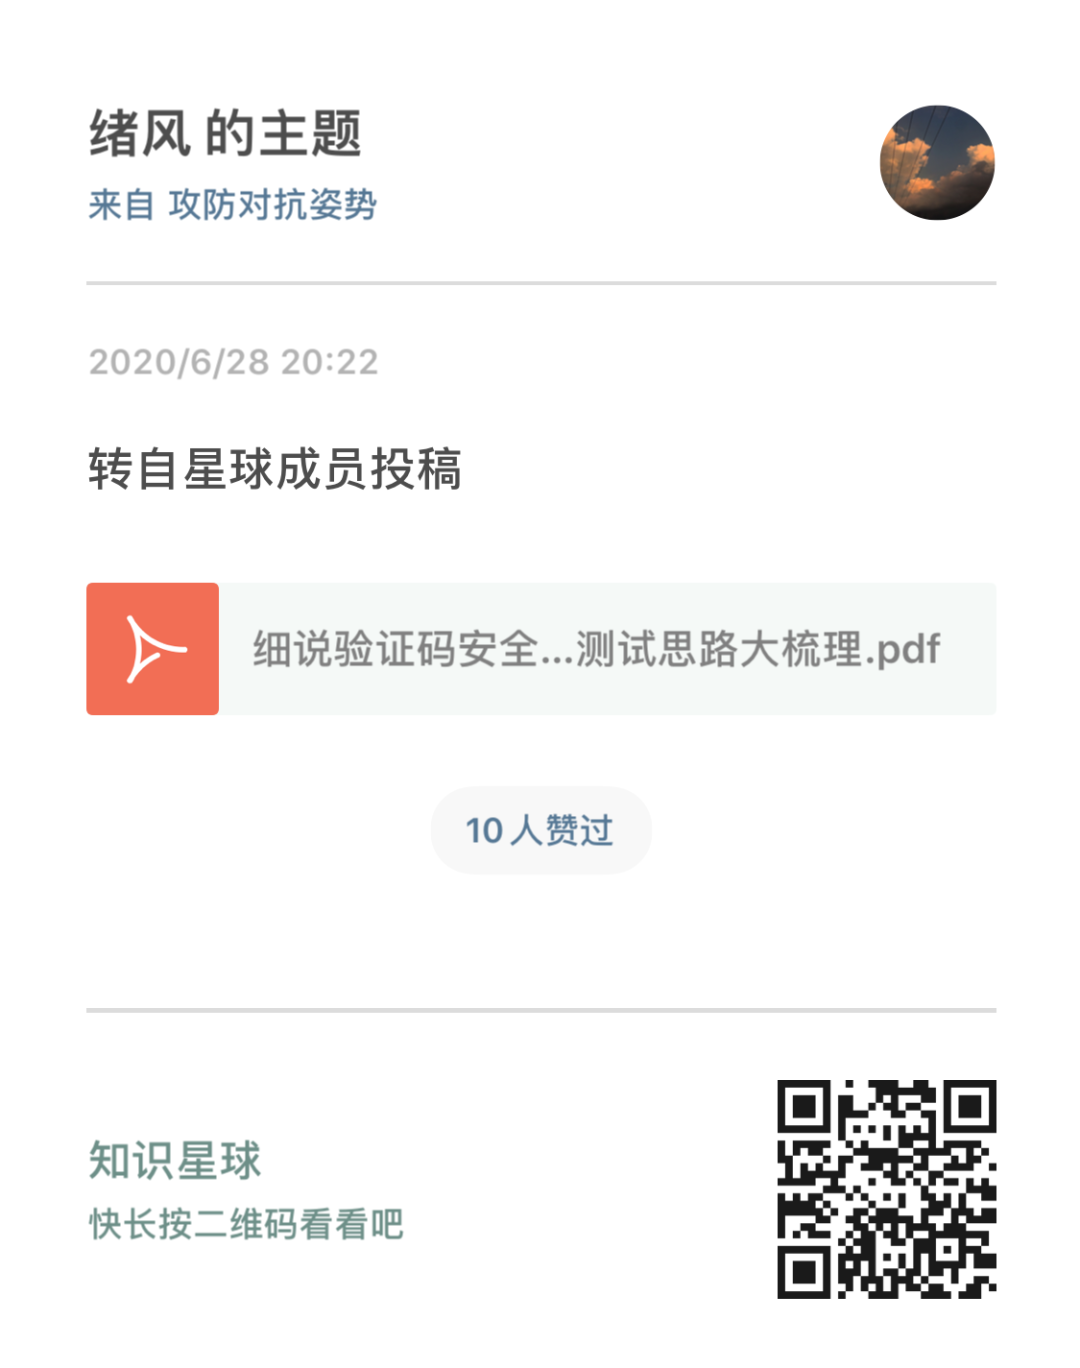 绪风 的主题
来自 攻防对抗姿势
2020/6/28 20:22
转自星球成员投稿
细说验证码安全...测试思路大梳理.pdf
10 人赞过
知识星球
快长按二维码看看吧